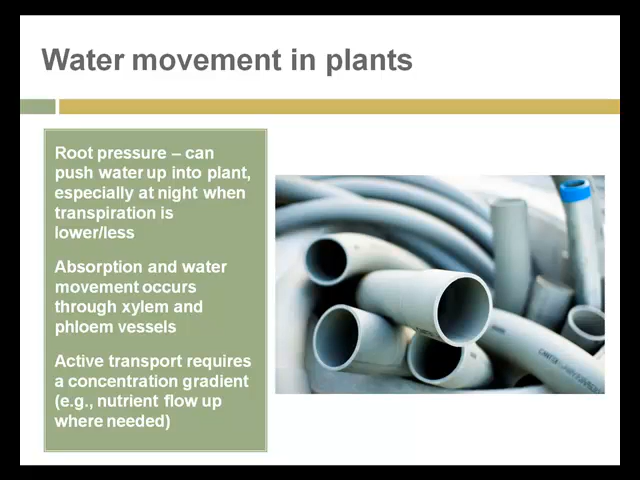 Water movement in plants
Root pressure – can
push water up into plant,
especially at night when
transpiration is
lower/less
Absorption and water
movement occurs
through xylem and
phloem vessels
Active transport requires
a concentration gradient
(e.g., nutrient flow up
where needed)